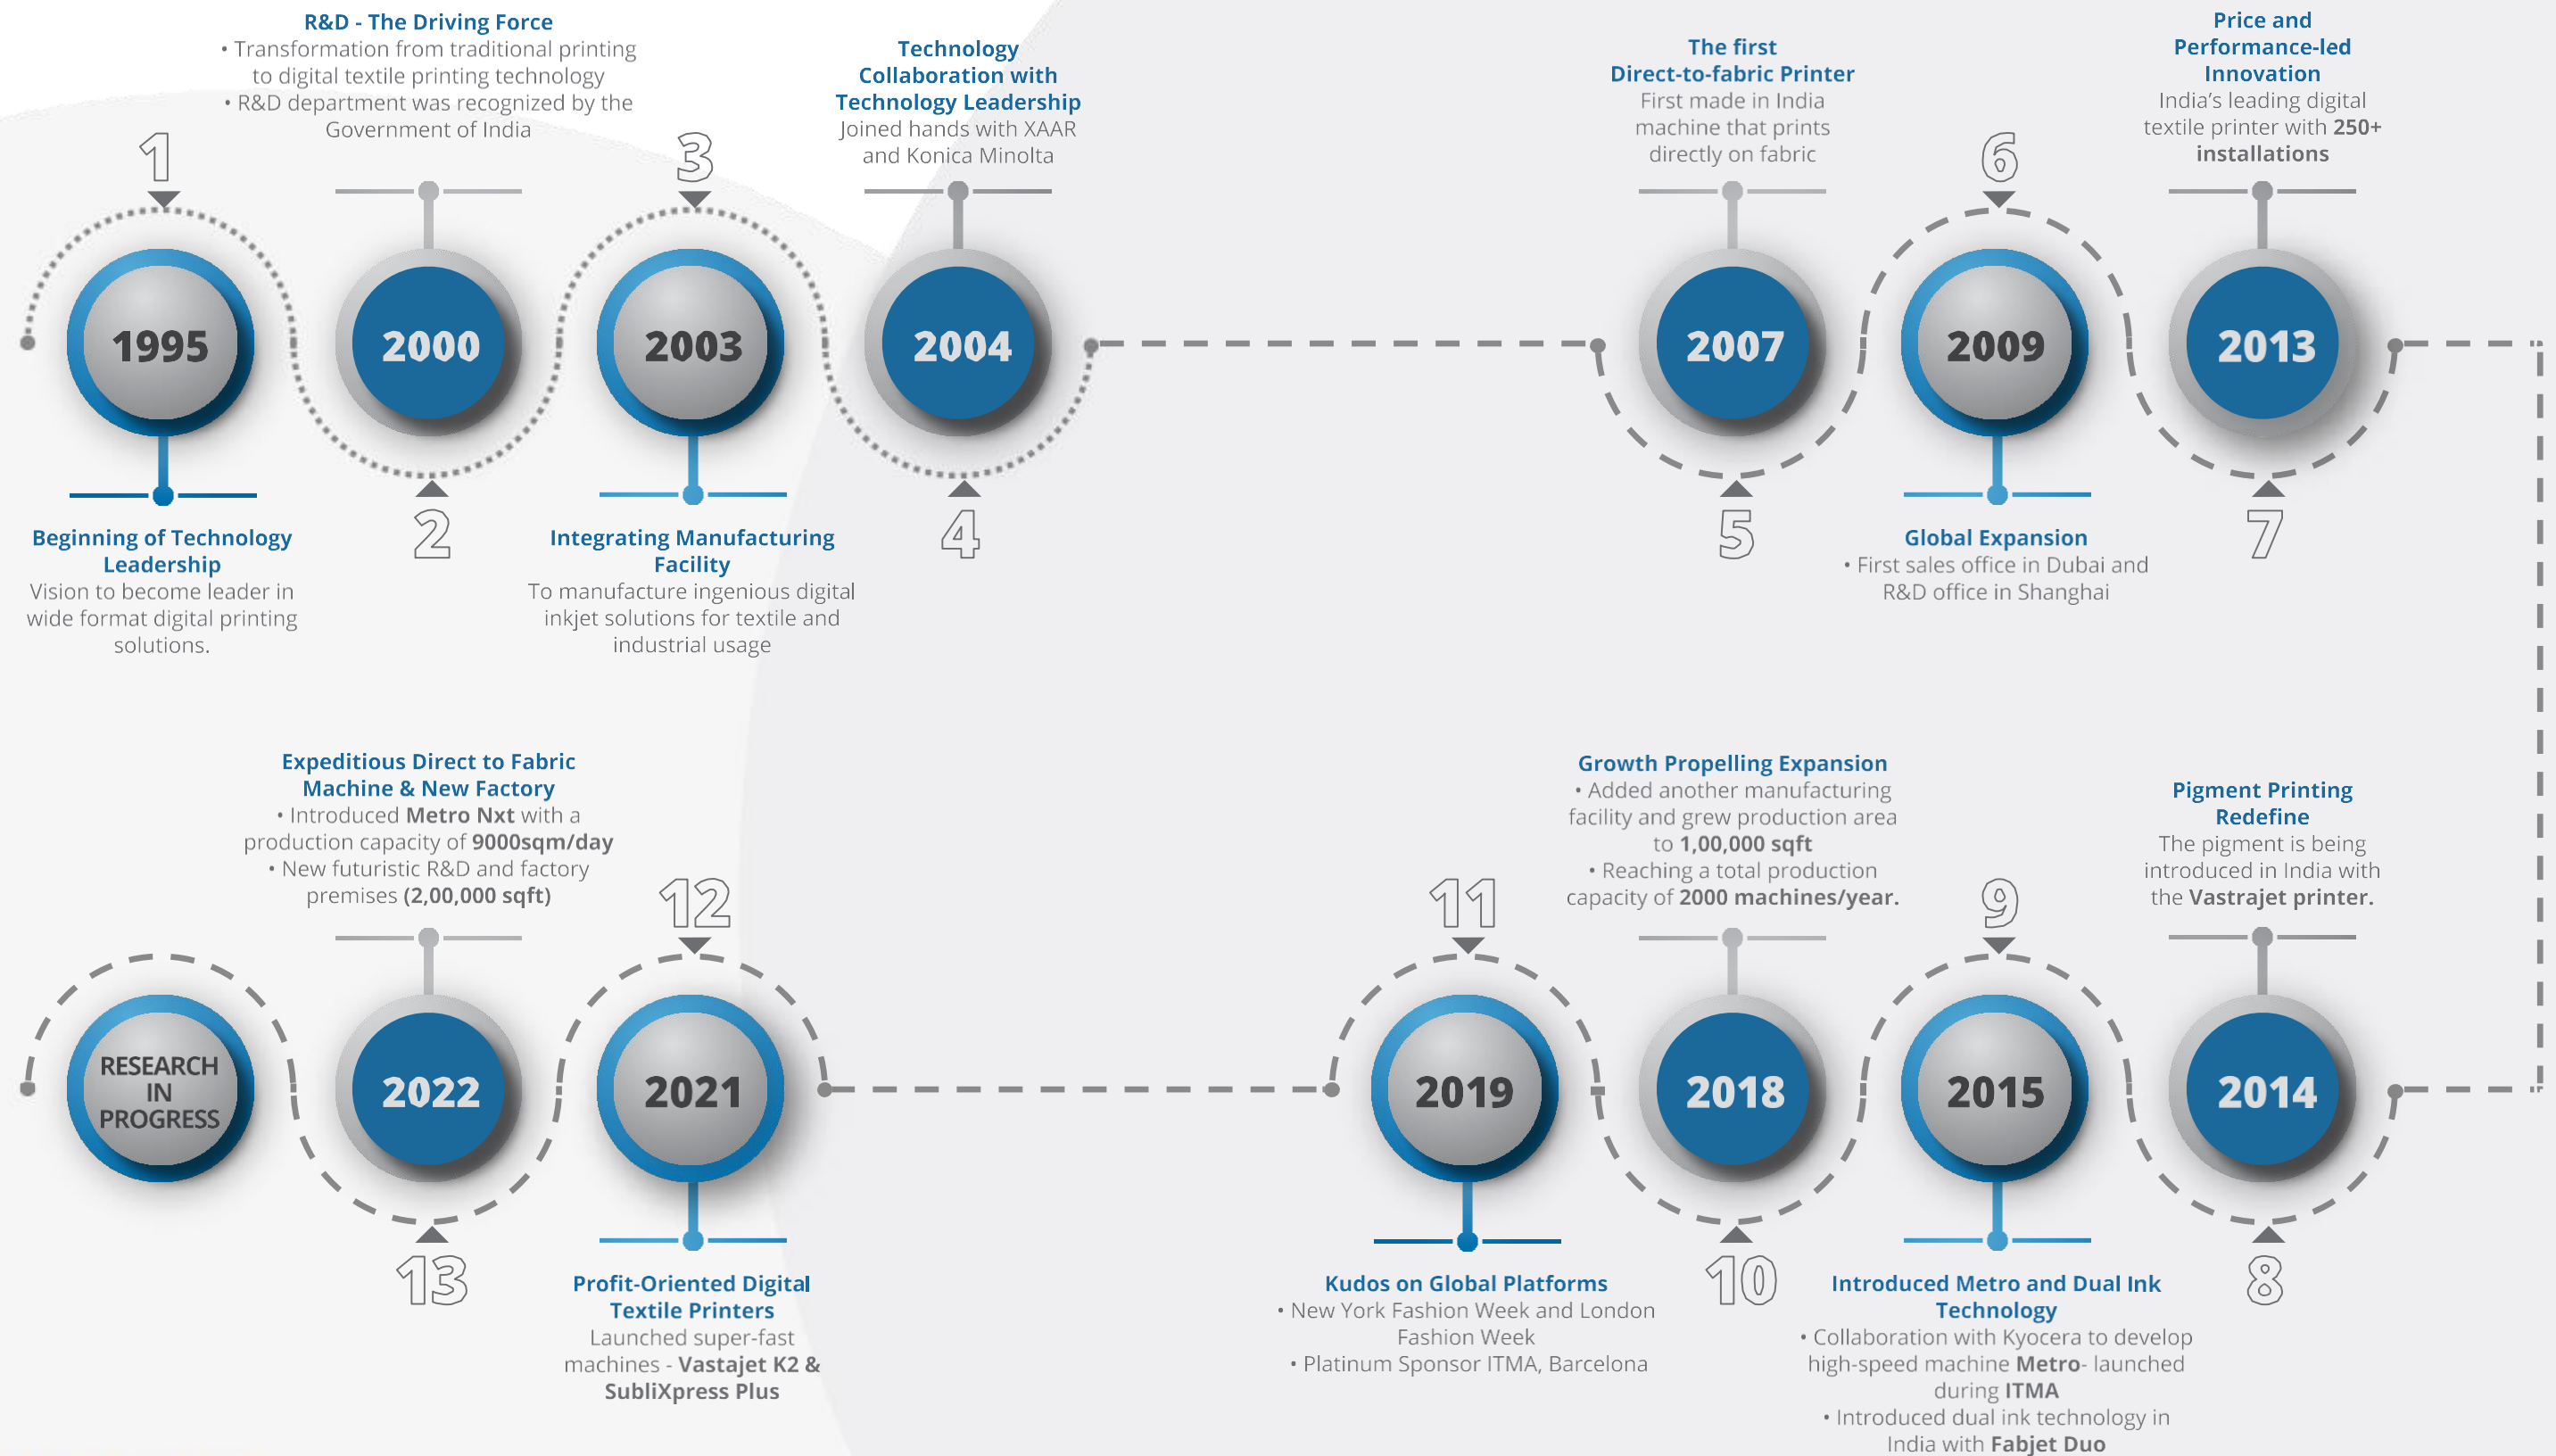 1
1995
Beginning of Technology
Leadership
Vision to become leader in
wide format digital printing
solutions.
R&D - The Driving Force
• Transformation from traditional printing
to digital textile printing technology
• R&D department was recognized by the
Government of India
2000
2
3
2003
Integrating Manufacturing
Facility
To manufacture ingenious digital
inkjet solutions for textile and
industrial usage
Technology
Collaboration with
Technology Leadership
Joined hands with XAAR
and Konica Minolta
2004
4
The first
Direct-to-fabric Printer
First made in India
machine that prints
directly on fabric
2007
5
6
2009
Global Expansion
• First sales office in Dubai and
R&D office in Shanghai
Price and
Performance-led
Innovation
India’s leading digital
textile printer with 250+
installations
2013
7
Pigment Printing
Redefine
The pigment is being
introduced in India with
the Vastrajet printer.
2014
8
9
2015
Introduced Metro and Dual Ink
Technology
• Collaboration with Kyocera to develop
high-speed machine Metro- launched
during ITMA
• Introduced dual ink technology in
India with Fabjet Duo
Growth Propelling Expansion
• Added another manufacturing
facility and grew production area
to 1,00,000 sqft
• Reaching a total production
capacity of 2000 machines/year.
2018
10
11
2019
Kudos on Global Platforms
• New York Fashion Week and London
Fashion Week
• Platinum Sponsor ITMA, Barcelona
12
2021
Profit-Oriented Digital
Textile Printers
Launched super-fast
machines - Vastajet K2 &
SubliXpress Plus
Expeditious Direct to Fabric
Machine & New Factory
• Introduced Metro Nxt with a
production capacity of 9000sqm/day
• New futuristic R&D and factory
premises (2,00,000 sqft)
2022
13
RESEARCH
IN
PROGRESS